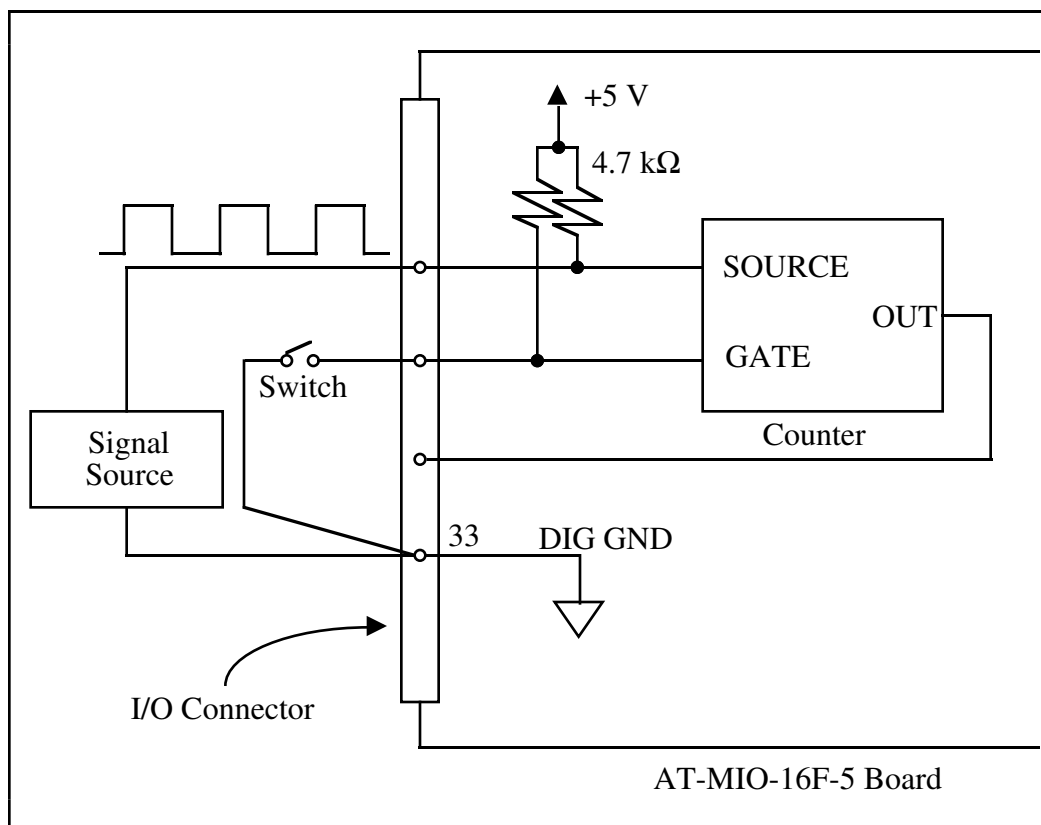 +5 V
4.7 kΩ
SOURCE
OUT
GATE
Switch
Counter
Signal
Source
33
DIG GND
I/O Connector
AT-MIO-16F-5 Board